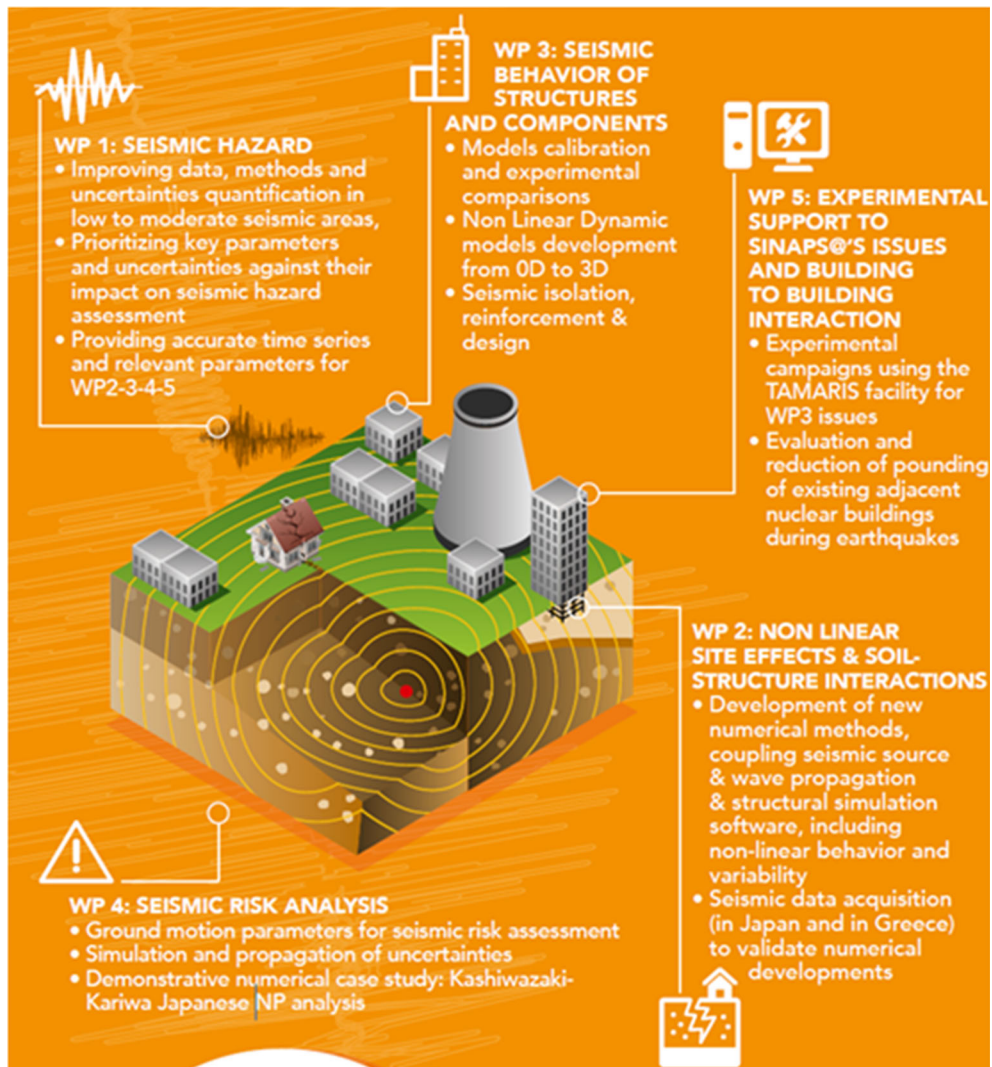 WP 1: SEISMIC HAZARD
• Improving data, methods and
uncertainties quantification in
low to moderate seismic areas,
• Prioritizing key parameters
and uncertainties against their
impact on seismic hazard
assessment
• Providing accurate time series
and relevant parameters for
WP2-3-4-5
WP 3: SEISMIC
BEHAVIOR OF
STRUCTURES
AND COMPONENTS
• Models calibration
and experimental
comparisons
• Non Linear Dynamic
models development
from 0D to 3D
• Seismic isolation,
reinforcement &
design
WP 5: EXPERIMENTAL
SUPPORT TO
SINAPS@'S ISSUES
AND BUILDING
TO BUILDING
INTERACTION
• Experimental
campaigns using the
TAMARIS facility for
WP3 issues
• Evaluation and
reduction of pounding
of existing adjacent
nuclear buildings
during earthquakes
WP 2: NON LINEAR
SITE EFFECTS & SOIL-
STRUCTURE INTERACTIONS
• Development of new
numerical methods,
coupling seismic source
& wave propagation
& structural simulation
software, including
non-linear behavior and
variability
• Seismic data acquisition
(in Japan and in Greece)
to validate numerical
developments
WP 4: SEISMIC RISK ANALYSIS
• Ground motion parameters for seismic risk assessment
• Simulation and propagation of uncertainties
• Demonstrative numerical case study: Kashiwazaki-
Kariwa Japanese NP analysis